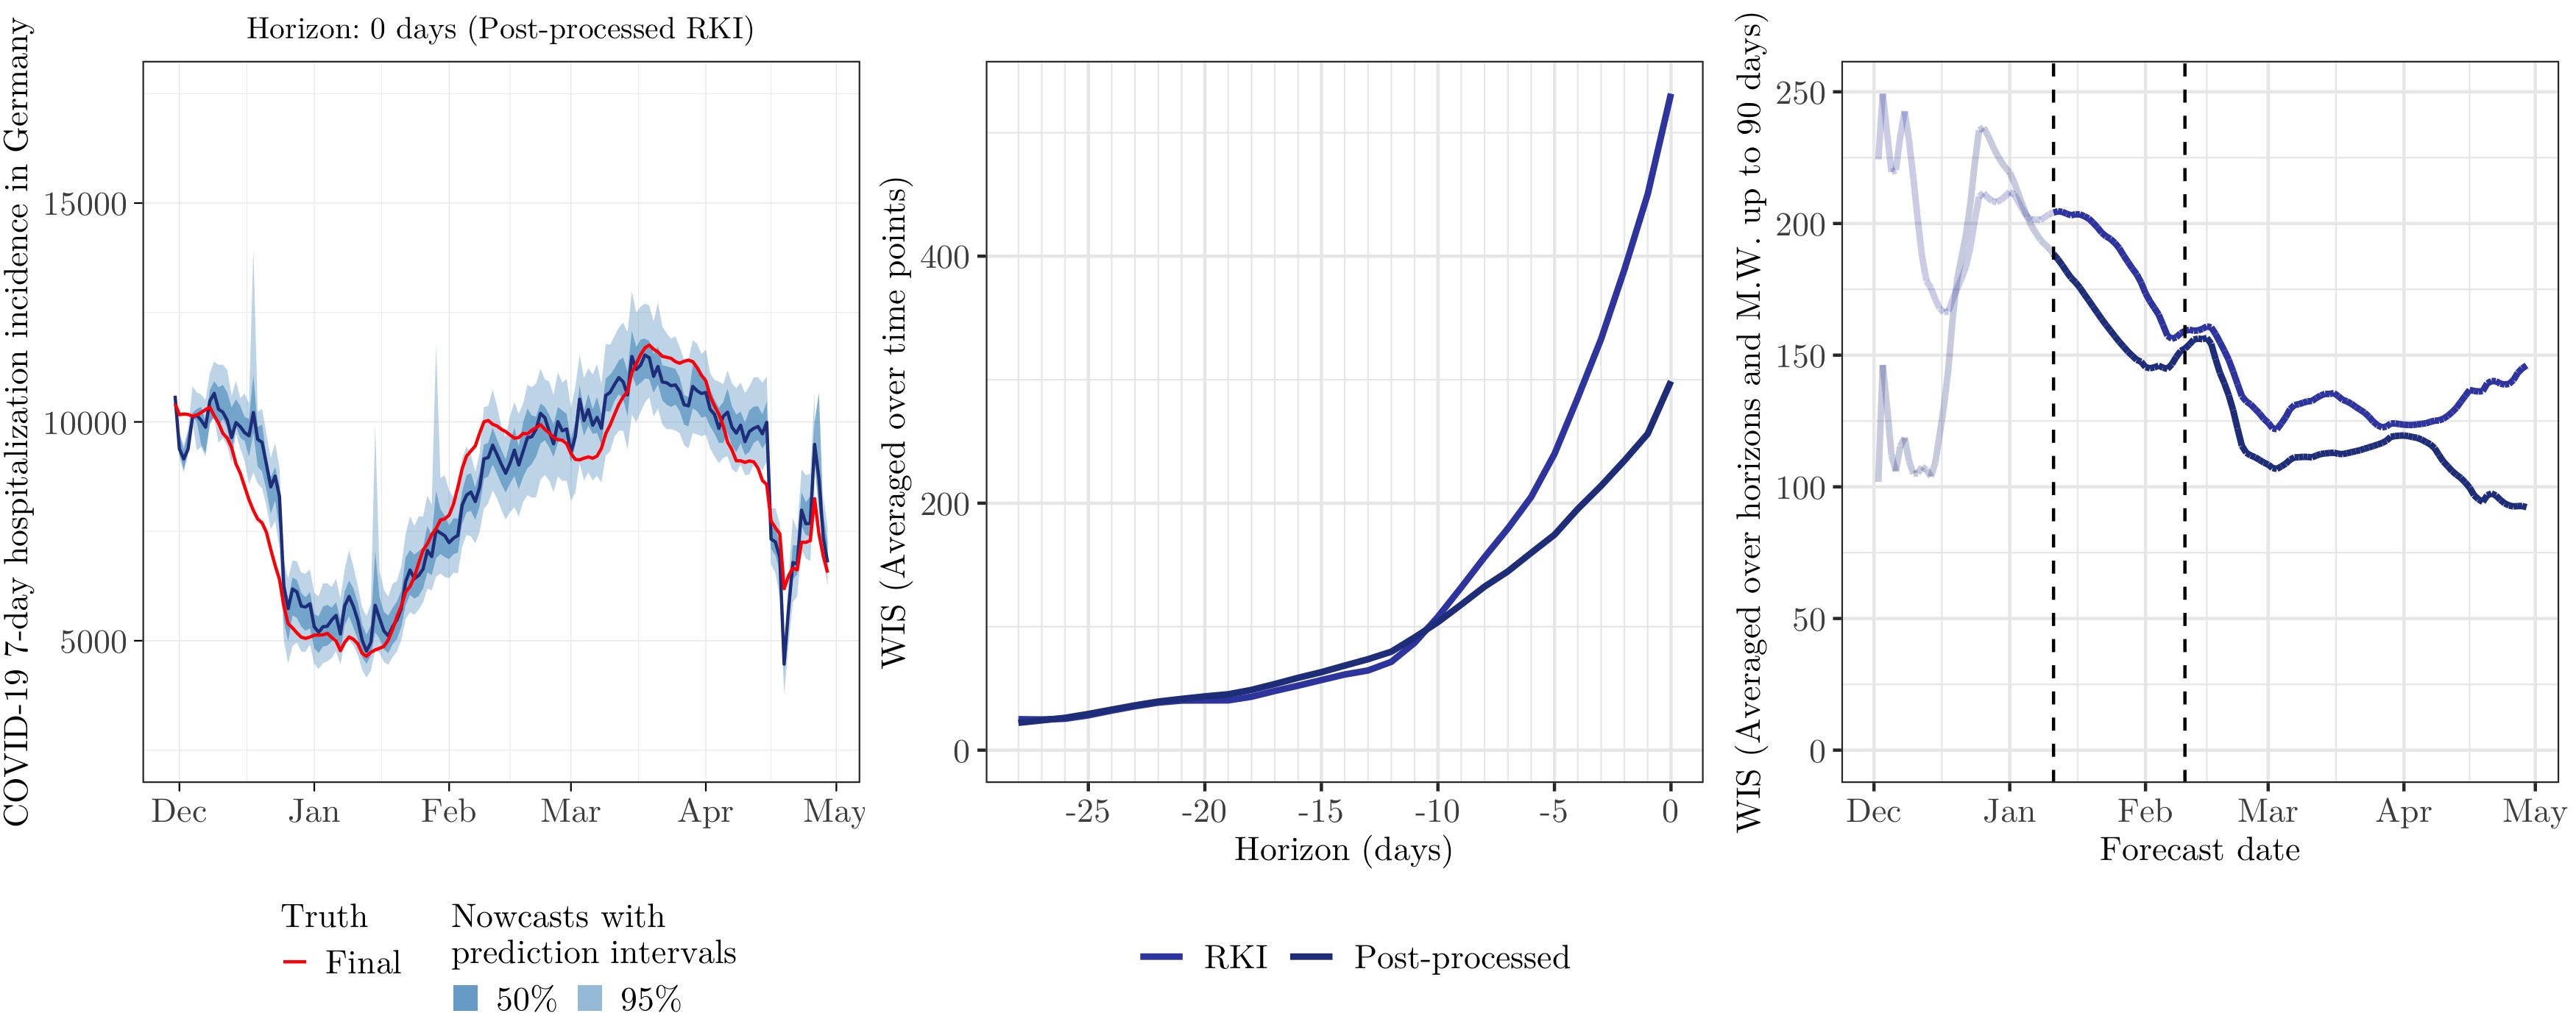 Horizon: 0 days (Post-processed RKI)
COVID-19 7-day hospitalization incidence in Germany
15000
10000
5000
Dec Jan Feb Mar Apr May
Truth
Final
Nowcasts with
prediction intervals
50% 95%
WIS (Averaged over time points)
400
200
0
-25 -20 -15 -10 -5 0
Horizon (days)
RKI Post-processed
WIS (Averaged over horizons and M.W. up to 90 days)
250
200
150
100
50
0
Dec Jan Feb Mar Apr May
Forecast date